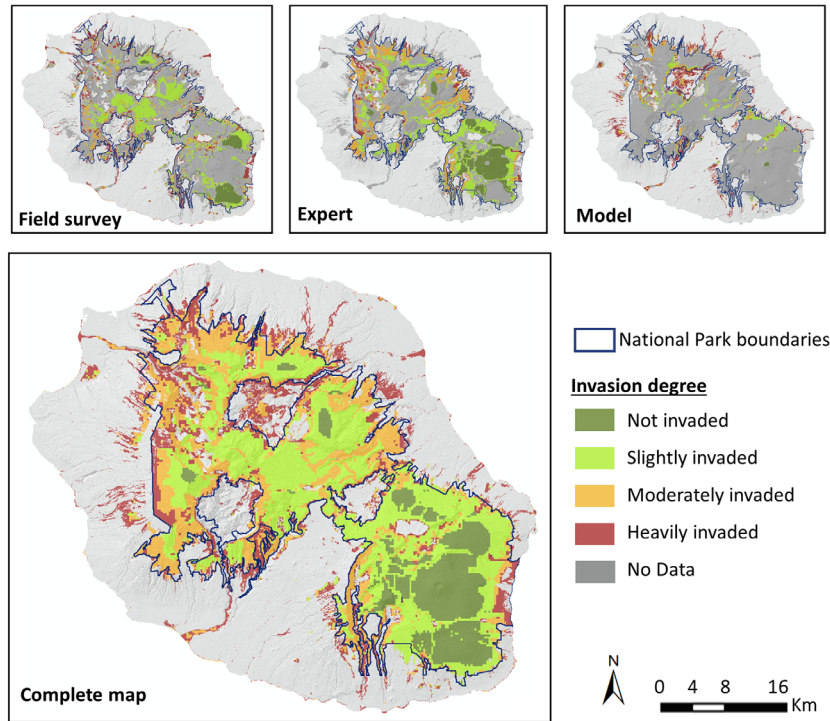 Field survey
Expert
Model
National Park boundaries
Invasion degree
Not invaded
Slightly invaded
Moderately invaded
Heavily invaded
No Data
Complete map
N
0 4 8 16
Km